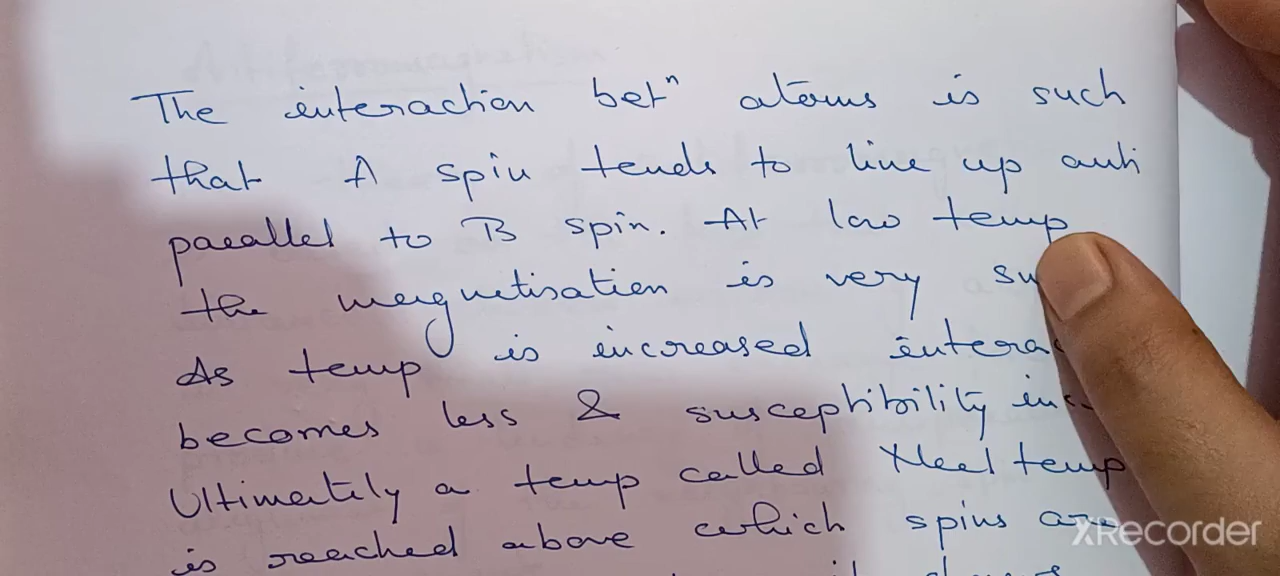 The interaction betⁿ atoms is such
that A spin tends to line up anti
parallel to B spin. At low temp
the magnetisation is very
As temp is increased
becomes less & susceptibility
Ultimately a temp called Neel temp
is reached above which spins are
XRecorder